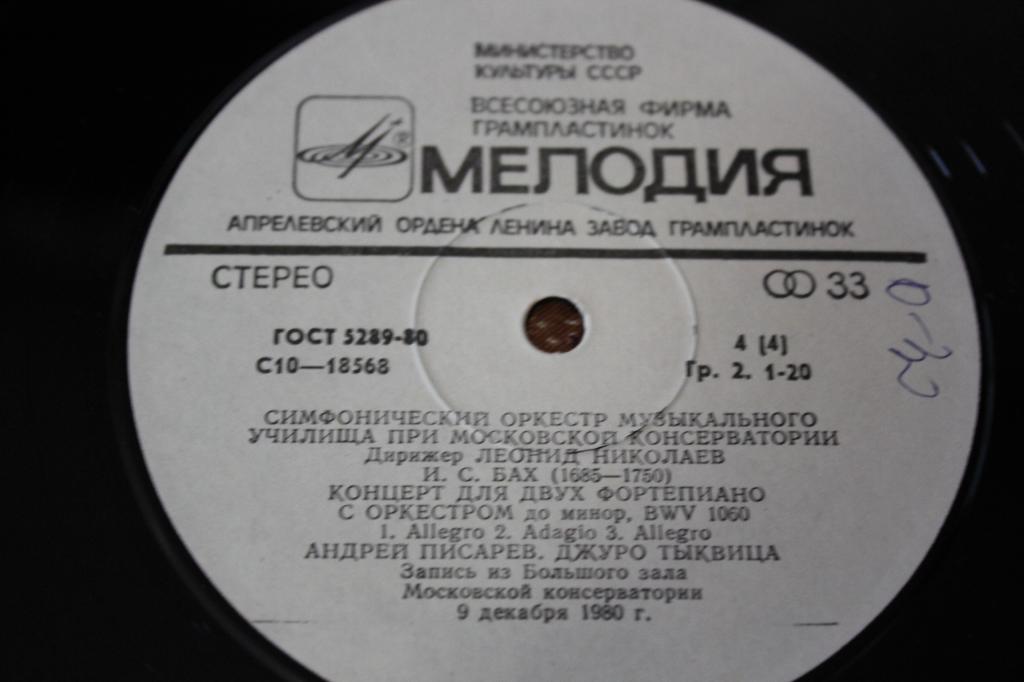 МИНИСТЕРСТВО
КУЛЬТУРЫ СССР
ВСЕСОЮЗНАЯ ФИРМА
ГРАМПЛАСТИНОК
®
МЕЛОДИЯ
АПРЕЛЕВСКИЙ ОРДЕНА ЛЕНИНА ЗАВОД ГРАМПЛАСТИНОК
СТЕРЕО
33
ГОСТ 5289-80
4 [4]
С10—18568
Гр. 2. 1-20
СИМФОНИЧЕСКИЙ ОРКЕСТР МУЗЫКАЛЬНОГО
УЧИЛИЩА ПРИ МОСКОВСКОЙ КОНСЕРВАТОРИИ
Дирижер ЛЕОНИД НИКОЛАЕВ
И. С. БАХ (1685—1750)
КОНЦЕРТ ДЛЯ ДВУХ ФОРТЕПИАНО
С ОРКЕСТРОМ до минор, BWV 1060
1. Allegro 2. Adagio 3. Allegro
АНДРЕЙ ПИСАРЕВ, ДЖУРО ТЫКВИЦА
Запись из Большого зала
Московской консерватории
9 декабря 1980 г.